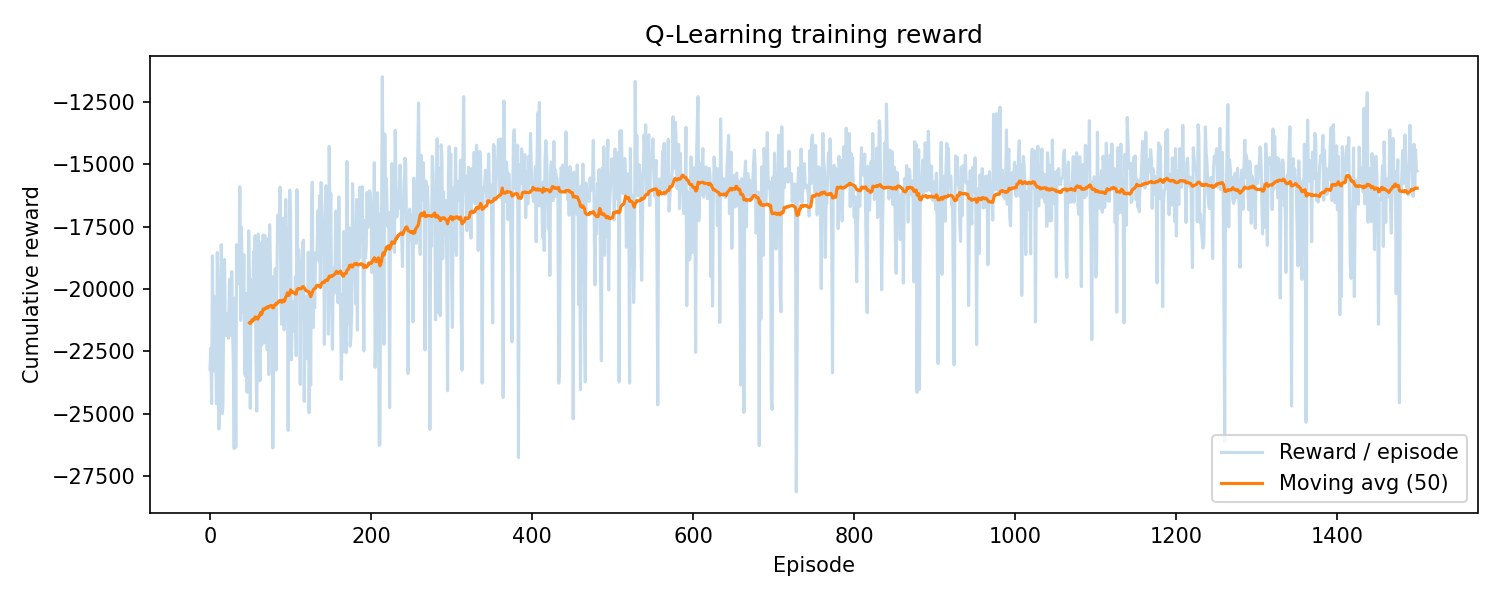 Q-Learning training reward
Cumulative reward
−12500
−15000
−17500
−20000
−22500
−25000
−27500
Reward / episode
Moving avg (50)
0 200 400 600 800 1000 1200 1400
Episode